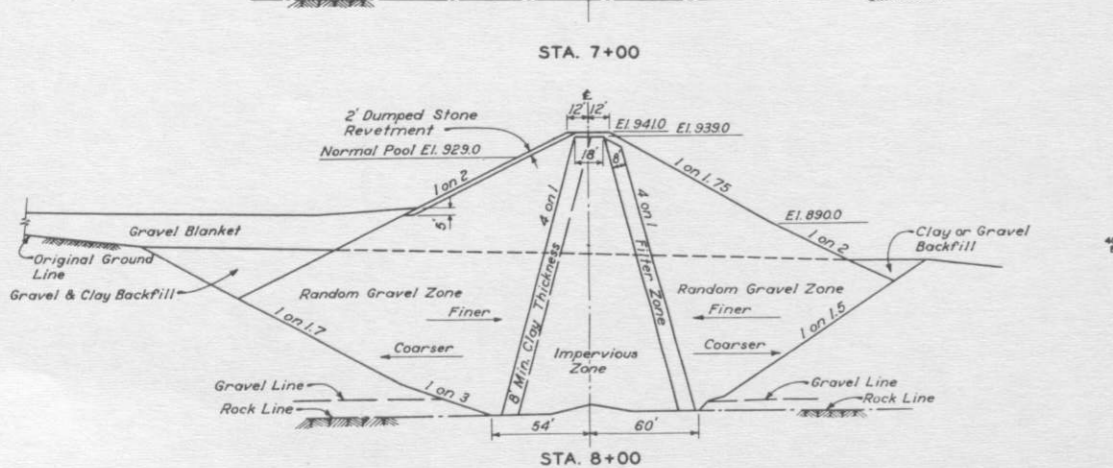 STA. 7+00
℄
12' 12'
2' Dumped Stone
Revetment
El. 941.0 El. 939.0
Normal Pool El. 929.0
18'
8'
1 on 2
1 on 1.75
4 on 1
4 on 1
5'
El. 890.0
Gravel Blanket
1 on 2
Clay or Gravel
Backfill
Original Ground
Line
Gravel & Clay Backfill
Random Gravel Zone
8' Min. Clay Thickness
Filter Zone
Random Gravel Zone
Finer
Finer
1 on 1.7
1 on 1.5
Coarser
Impervious
Zone
Coarser
Gravel Line
1 on 3
Gravel Line
Rock Line
Rock Line
54'
60'
STA. 8+00